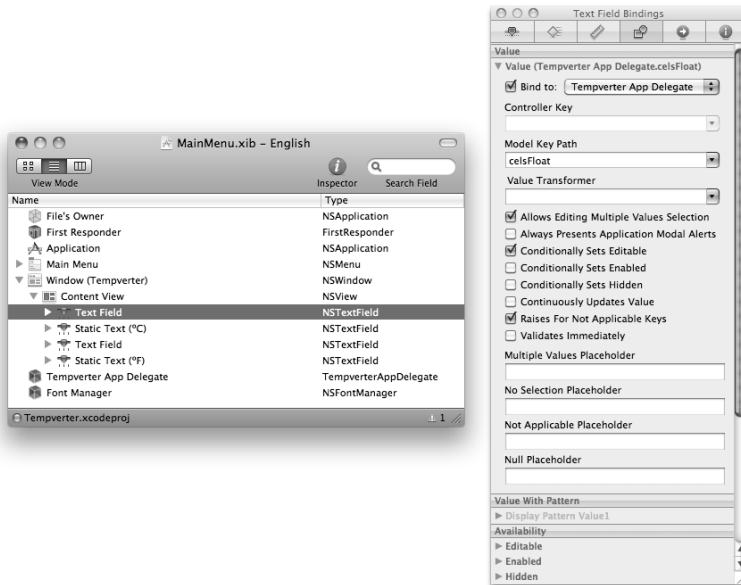 MainMenu.xib – English
View Mode
Inspector
Search Field
Name Type
File's Owner NSApplication
First Responder FirstResponder
Application NSApplication
Main Menu NSMenu
Window (Tempverter) NSWindow
Content View NSView
Text Field NSTextField
Static Text (ºC) NSTextField
Text Field NSTextField
Static Text (ºF) NSTextField
Tempverter App Delegate TempverterAppDelegate
Font Manager NSFontManager
Tempverter.xcodeproj 1
Text Field Bindings
Value
Value (Tempverter App Delegate.celsFloat)
Bind to: Tempverter App Delegate
Controller Key
Model Key Path
celsFloat
Value Transformer
Allows Editing Multiple Values Selection
Always Presents Application Modal Alerts
Conditionally Sets Editable
Conditionally Sets Enabled
Conditionally Sets Hidden
Continuously Updates Value
Raises For Not Applicable Keys
Validates Immediately
Multiple Values Placeholder
No Selection Placeholder
Not Applicable Placeholder
Null Placeholder
Value With Pattern
Display Pattern Value1
Availability
Editable
Enabled
Hidden